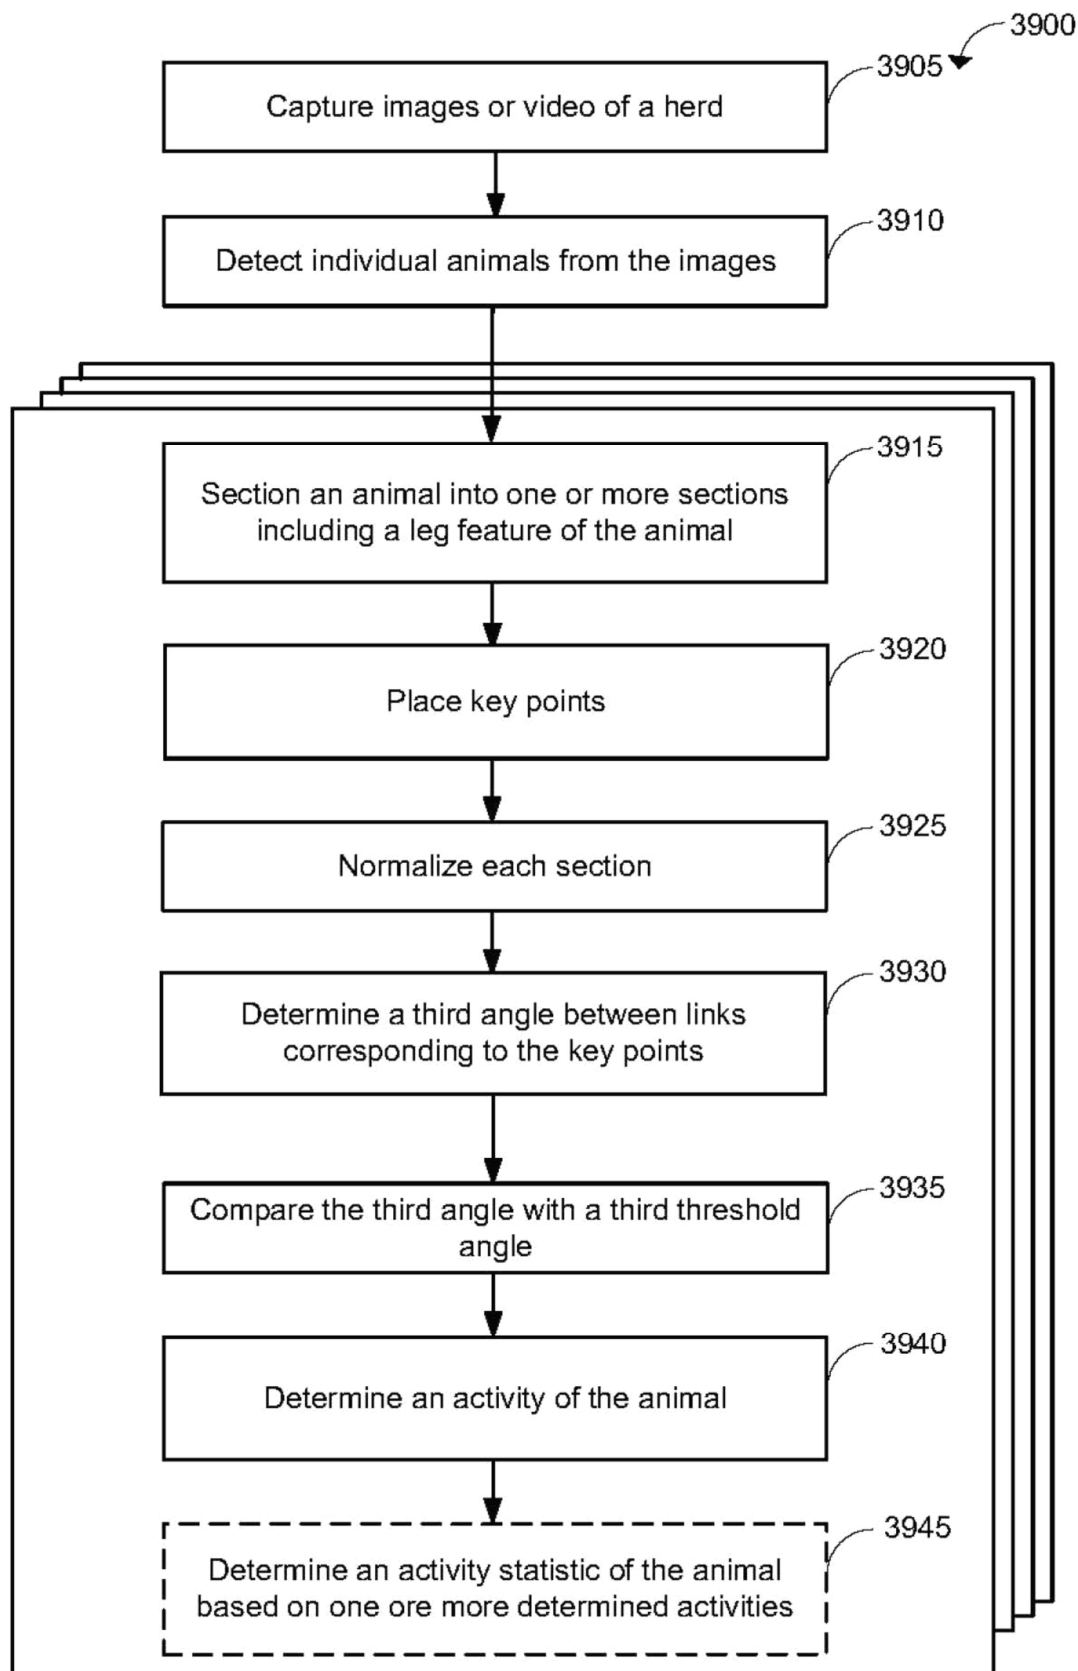 3900
3905
Capture images or video of a herd
3910
Detect individual animals from the images
3915
Section an animal into one or more sections
including a leg feature of the animal
3920
Place key points
3925
Normalize each section
3930
Determine a third angle between links
corresponding to the key points
3935
Compare the third angle with a third threshold
angle
3940
Determine an activity of the animal
3945
Determine an activity statistic of the animal
based on one ore more determined activities